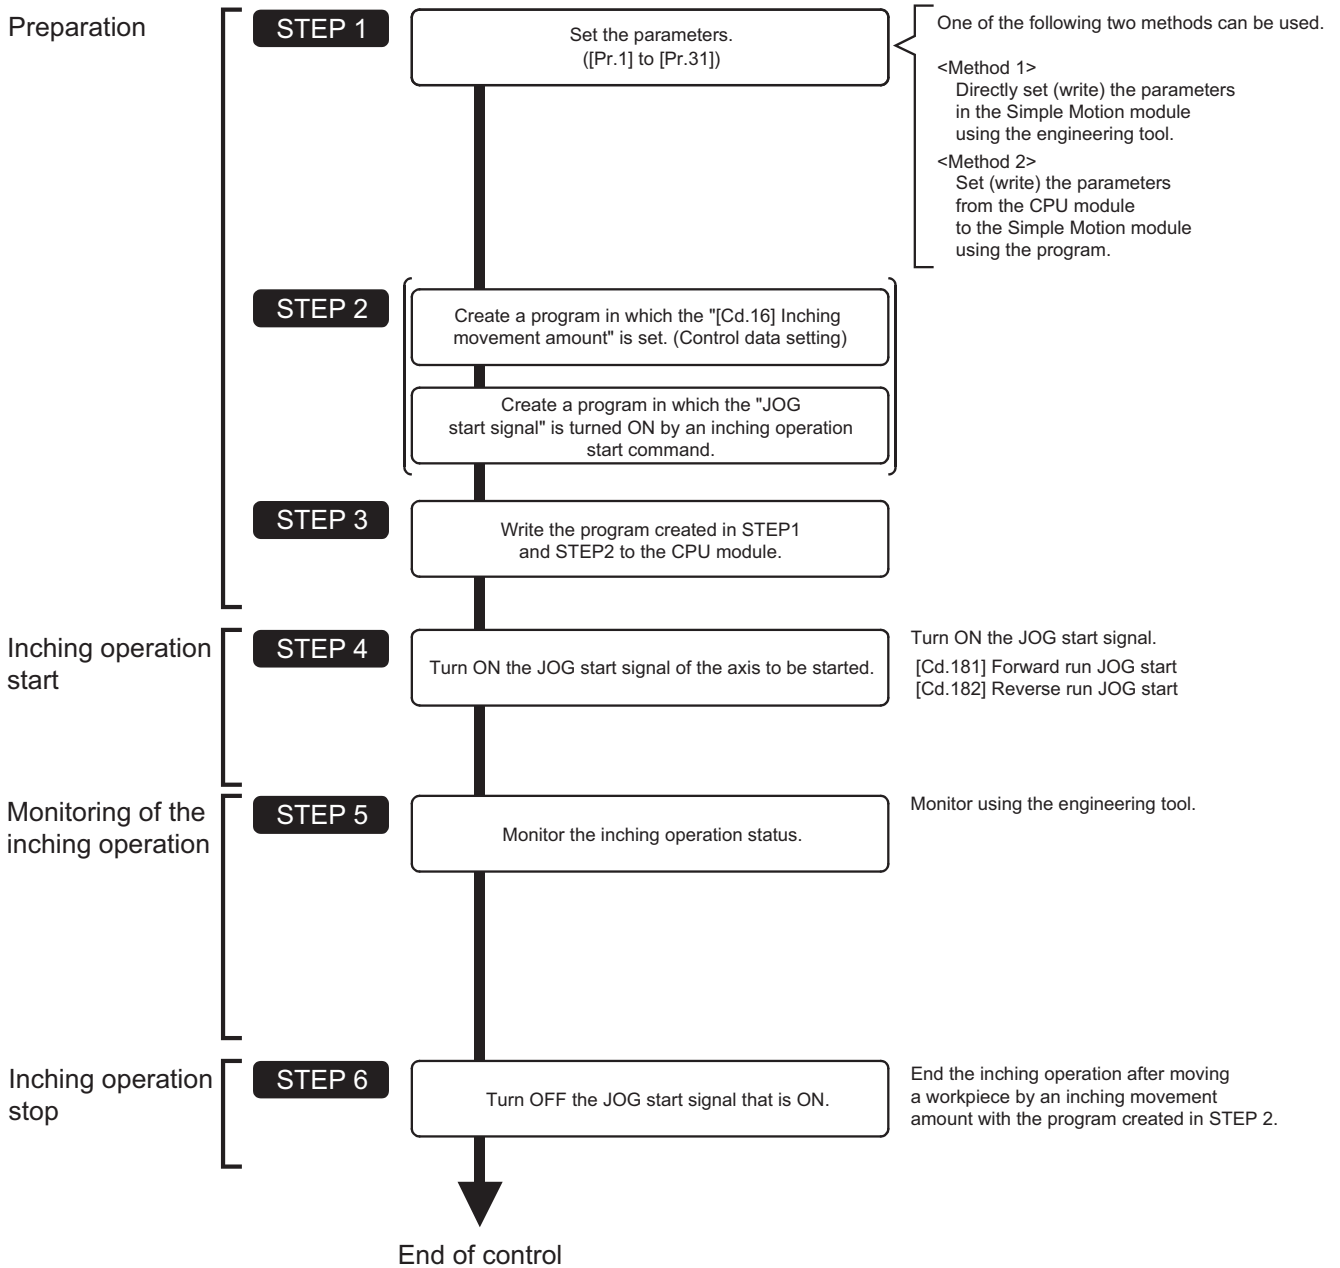 Preparation
STEP 1
Set the parameters.
([Pr.1] to [Pr.31])
One of the following two methods can be used.
<Method 1>
Directly set (write) the parameters
in the Simple Motion module
using the engineering tool.
<Method 2>
Set (write) the parameters
from the CPU module
to the Simple Motion module
using the program.
STEP 2
Create a program in which the "[Cd.16] Inching
movement amount" is set. (Control data setting)
Create a program in which the "JOG
start signal" is turned ON by an inching operation
start command.
STEP 3
Write the program created in STEP1
and STEP2 to the CPU module.
Inching operation
start
STEP 4
Turn ON the JOG start signal of the axis to be started.
Turn ON the JOG start signal.
[Cd.181] Forward run JOG start
[Cd.182] Reverse run JOG start
Monitoring of the
inching operation
STEP 5
Monitor the inching operation status.
Monitor using the engineering tool.
Inching operation
stop
STEP 6
Turn OFF the JOG start signal that is ON.
End the inching operation after moving
a workpiece by an inching movement
amount with the program created in STEP 2.
End of control